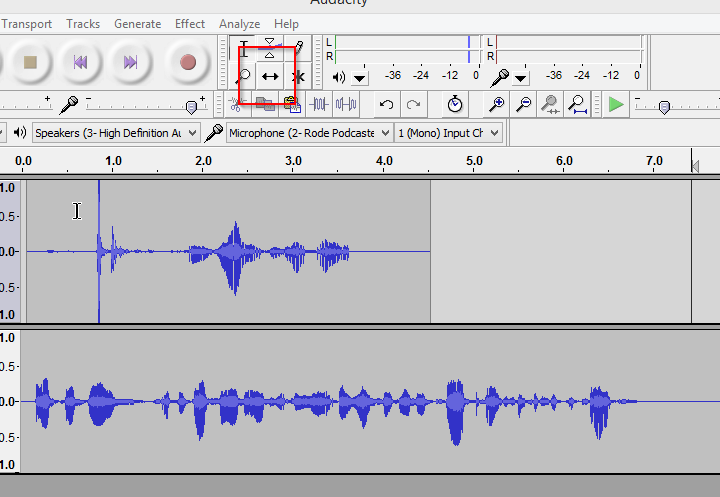 Audacity
Transport Tracks Generate Effect Analyze Help
L
R
-36 -24 -12 0
L
R
-36 -24 -12 0
- +
- +
-
Speakers (3- High Definition Au
Microphone (2- Rode Podcaste
1 (Mono) Input Ch
0.0 1.0 2.0 3.0 4.0 5.0 6.0 7.0
1.0
0.5-
0.0-
0.5-
1.0
1.0
0.5-
0.0-
0.5-
1.0